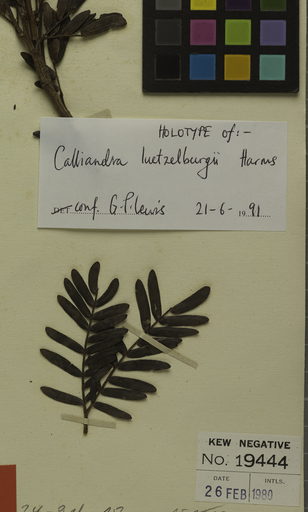 HOLOTYPE of:-
Calliandra luetzelburgii Harms
DET conf. G.P. Lewis 21-6-1991
KEW NEGATIVE
No. 19444
DATE INTLS.
26 FEB 1980